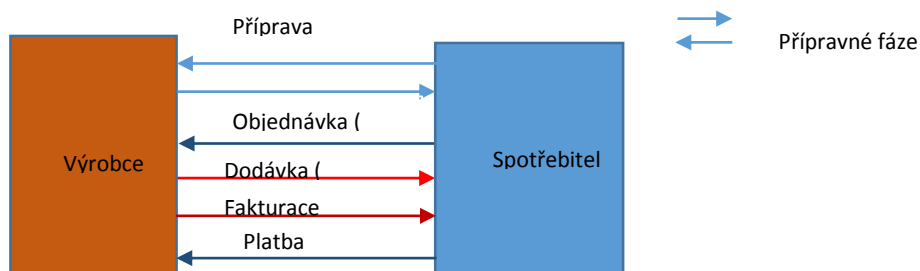 Příprava
Přípravné fáze
Objednávka (
Výrobce
Spotřebitel
Dodávka (
Fakturace
Platba